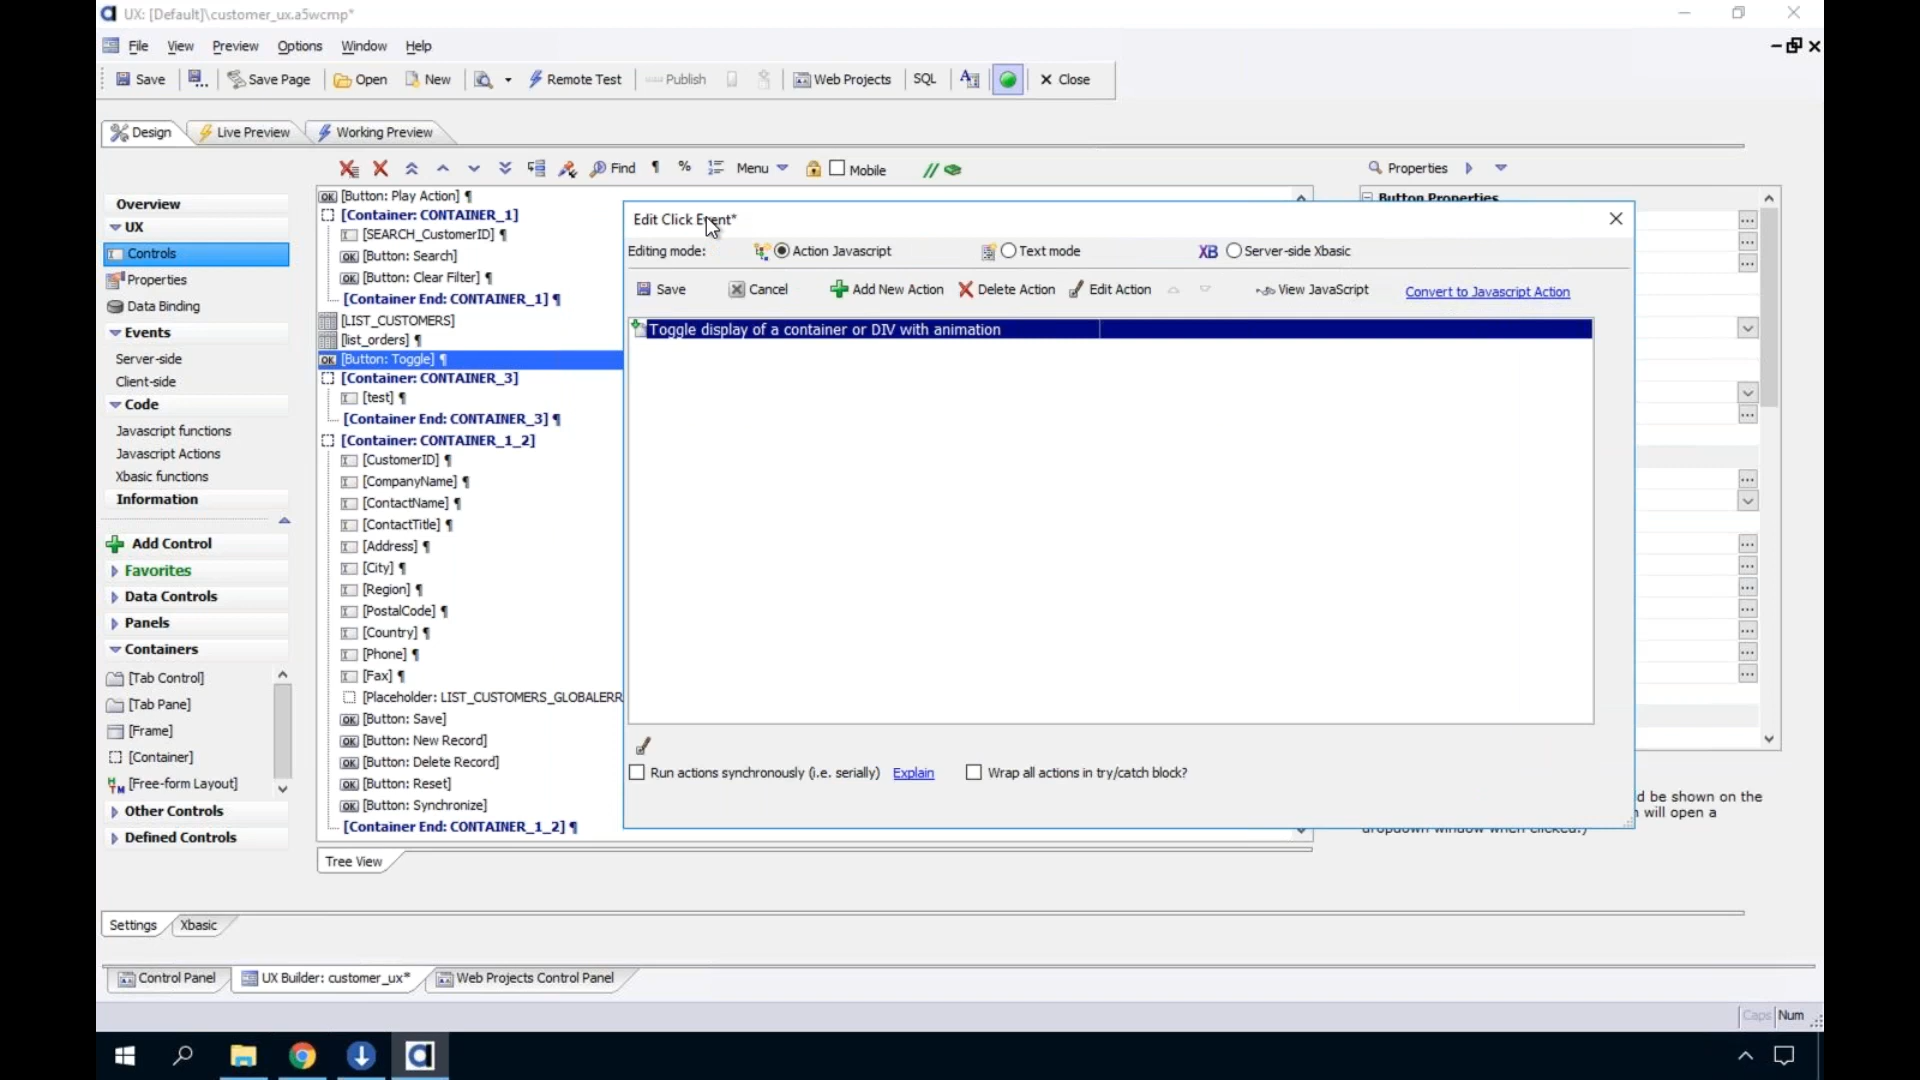 UX: [Default]\customer_ux.a5wcmp*
File View Preview Options Window Help
Save Save Page Open New Remote Test Publish Web Projects SQL Close
Design Live Preview Working Preview
Find ¶ % Menu Mobile //
Properties
Overview
UX
Controls
Properties
Data Binding
Events
Server-side
Client-side
Code
Javascript functions
Javascript Actions
Xbasic functions
Information
Add Control
Favorites
Data Controls
Panels
Containers
[Tab Control]
[Tab Pane]
[Frame]
[Container]
[Free-form Layout]
Other Controls
Defined Controls
[Button: Play Action] ¶
[Container: CONTAINER_1]
[SEARCH_CustomerID] ¶
[Button: Search]
[Button: Clear Filter] ¶
[Container End: CONTAINER_1] ¶
[LIST_CUSTOMERS]
[list_orders] ¶
[Button: Toggle] ¶
[Container: CONTAINER_3]
[test] ¶
[Container End: CONTAINER_3] ¶
[Container: CONTAINER_1_2]
[CustomerID] ¶
[CompanyName] ¶
[ContactName] ¶
[ContactTitle] ¶
[Address] ¶
[City] ¶
[Region] ¶
[PostalCode] ¶
[Country] ¶
[Phone] ¶
[Fax] ¶
[Placeholder: LIST_CUSTOMERS_GLOBALERR
[Button: Save]
[Button: New Record]
[Button: Delete Record]
[Button: Reset]
[Button: Synchronize]
[Container End: CONTAINER_1_2] ¶
Tree View
Button Properties
Edit Click Event*
Editing mode: Action Javascript Text mode XB Server-side Xbasic
Save Cancel Add New Action Delete Action Edit Action View JavaScript Convert to Javascript Action
Toggle display of a container or DIV with animation
Run actions synchronously (i.e. serially) Explain Wrap all actions in try/catch block?
d be shown on the
will open a
dropdown window when clicked.)
Settings Xbasic
Control Panel UX Builder: customer_ux* Web Projects Control Panel
Caps Num